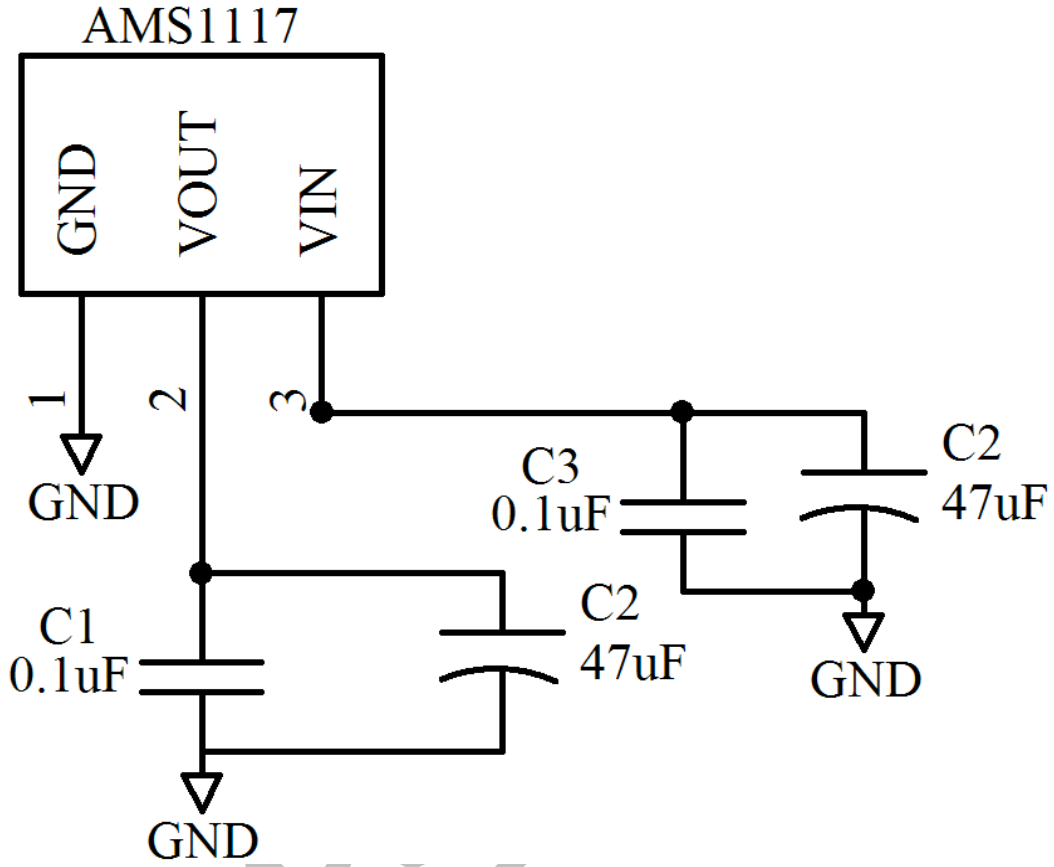 AMS1117
GND
VOUT
VIN
1
2
3
GND
C3
0.1uF
C2
47uF
C1
0.1uF
C2
47uF
GND
GND